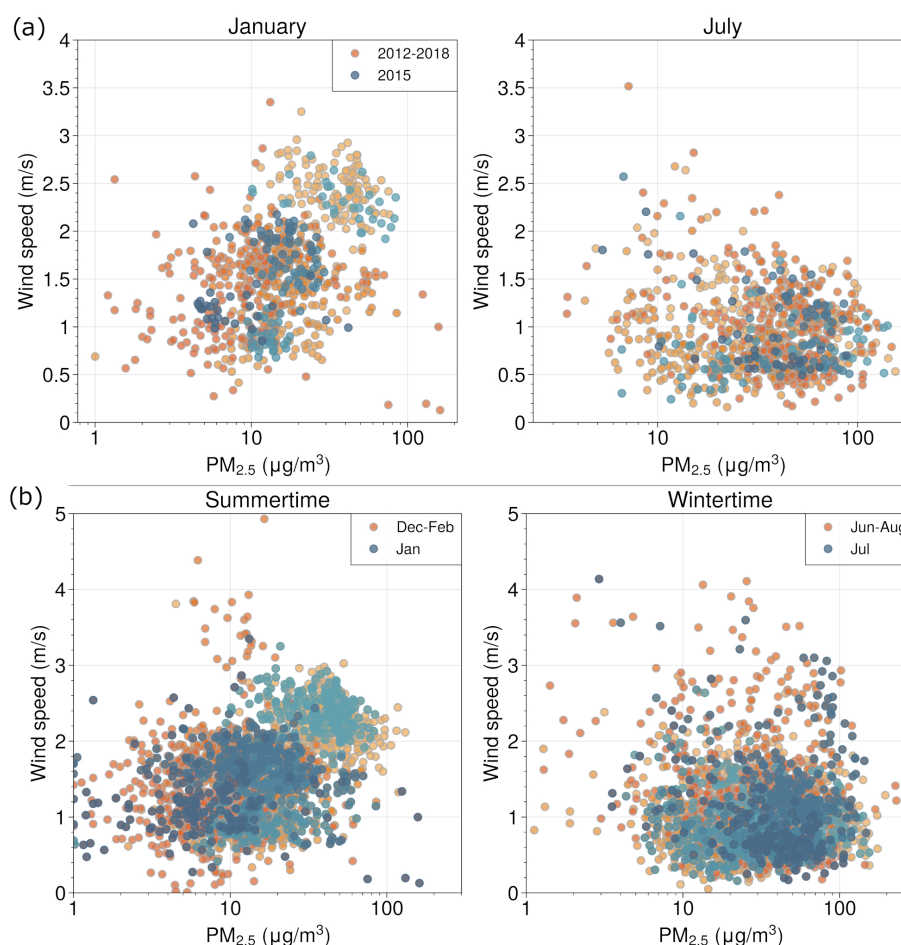 (a)
January
July
4
3.5
3
2.5
2
1.5
1
0.5
0
Wind speed (m/s)
2012-2018
2015
1
10
100
PM2.5 (μg/m3)
4
3.5
3
2.5
2
1.5
1
0.5
0
Wind speed (m/s)
10
100
PM2.5 (μg/m3)
(b)
Summertime
Wintertime
5
4
3
2
1
0
Wind speed (m/s)
Dec-Feb
Jan
1
10
100
PM2.5 (μg/m3)
5
4
3
2
1
0
Wind speed (m/s)
Jun-Aug
Jul
10
100
PM2.5 (μg/m3)